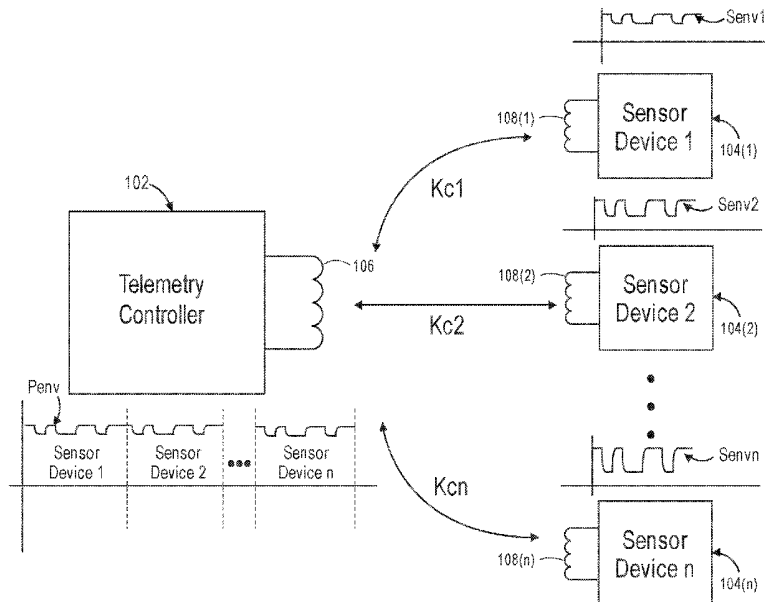 Senv1
108(1)
Sensor
Device 1
104(1)
Kc1
102
Senv2
Telemetry
Controller
106
108(2)
Sensor
Device 2
104(2)
Kc2
Penv
Sensor
Device 1
Sensor
Device 2
Sensor
Device n
Kcn
Senvn
108(n)
Sensor
Device n
104(n)